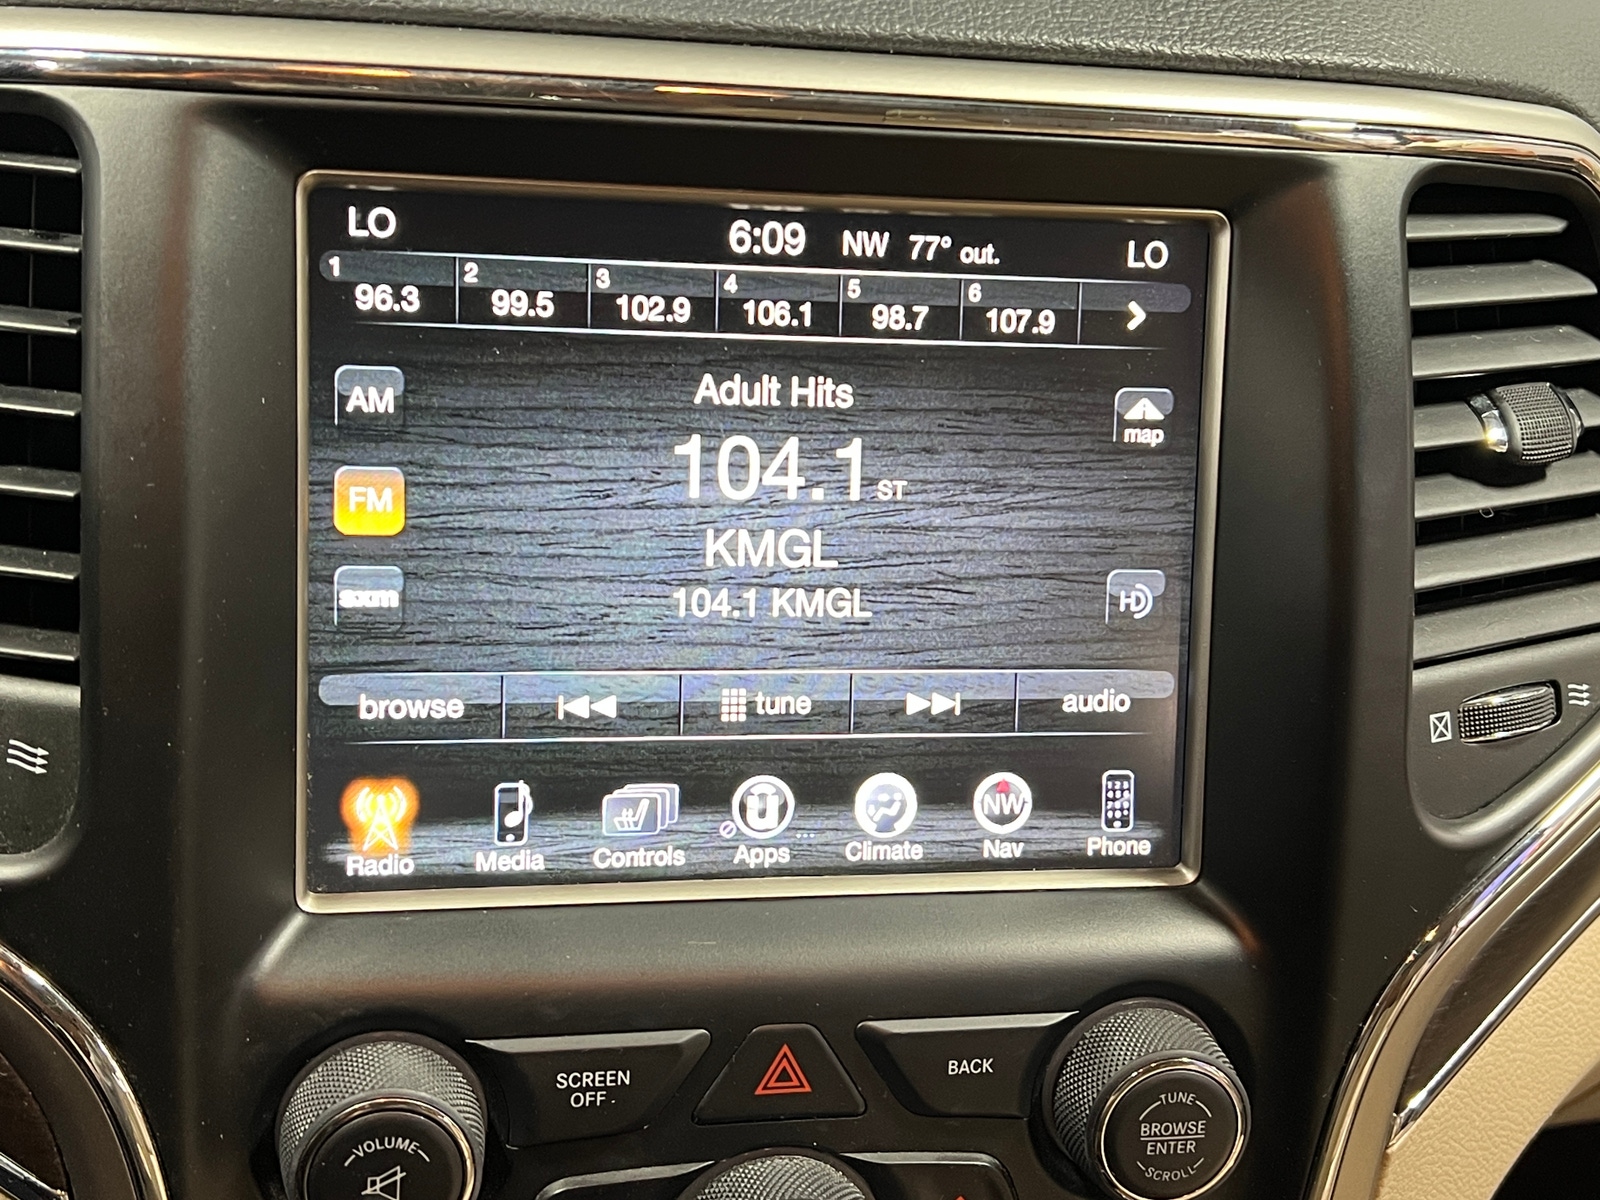 LO 6:09 NW 77° out. LO
1 2 3 4 5 6
96.3 99.5 102.9 106.1 98.7 107.9
AM Adult Hits map
104.1 ST
FM
KMGL
sxm 104.1 KMGL HD
browse tune audio
NW
Radio Media Controls Apps Climate Nav Phone
SCREEN OFF
BACK
VOLUME
TUNE
BROWSE
ENTER
SCROLL